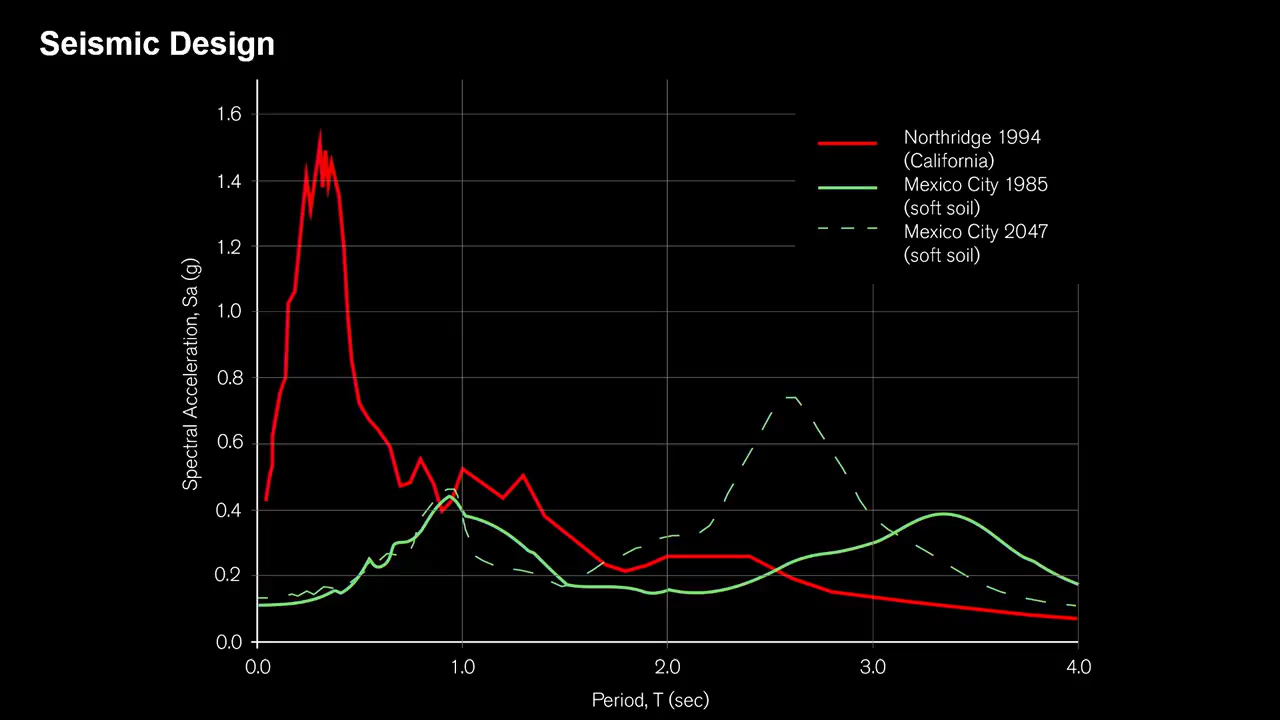 Seismic Design
1.6
1.4
1.2
1.0
0.8
0.6
0.4
0.2
0.0
Spectral Acceleration, Sa (g)
0.0
1.0
2.0
3.0
4.0
Period, T (sec)
Northridge 1994
(California)
Mexico City 1985
(soft soil)
Mexico City 2047
(soft soil)